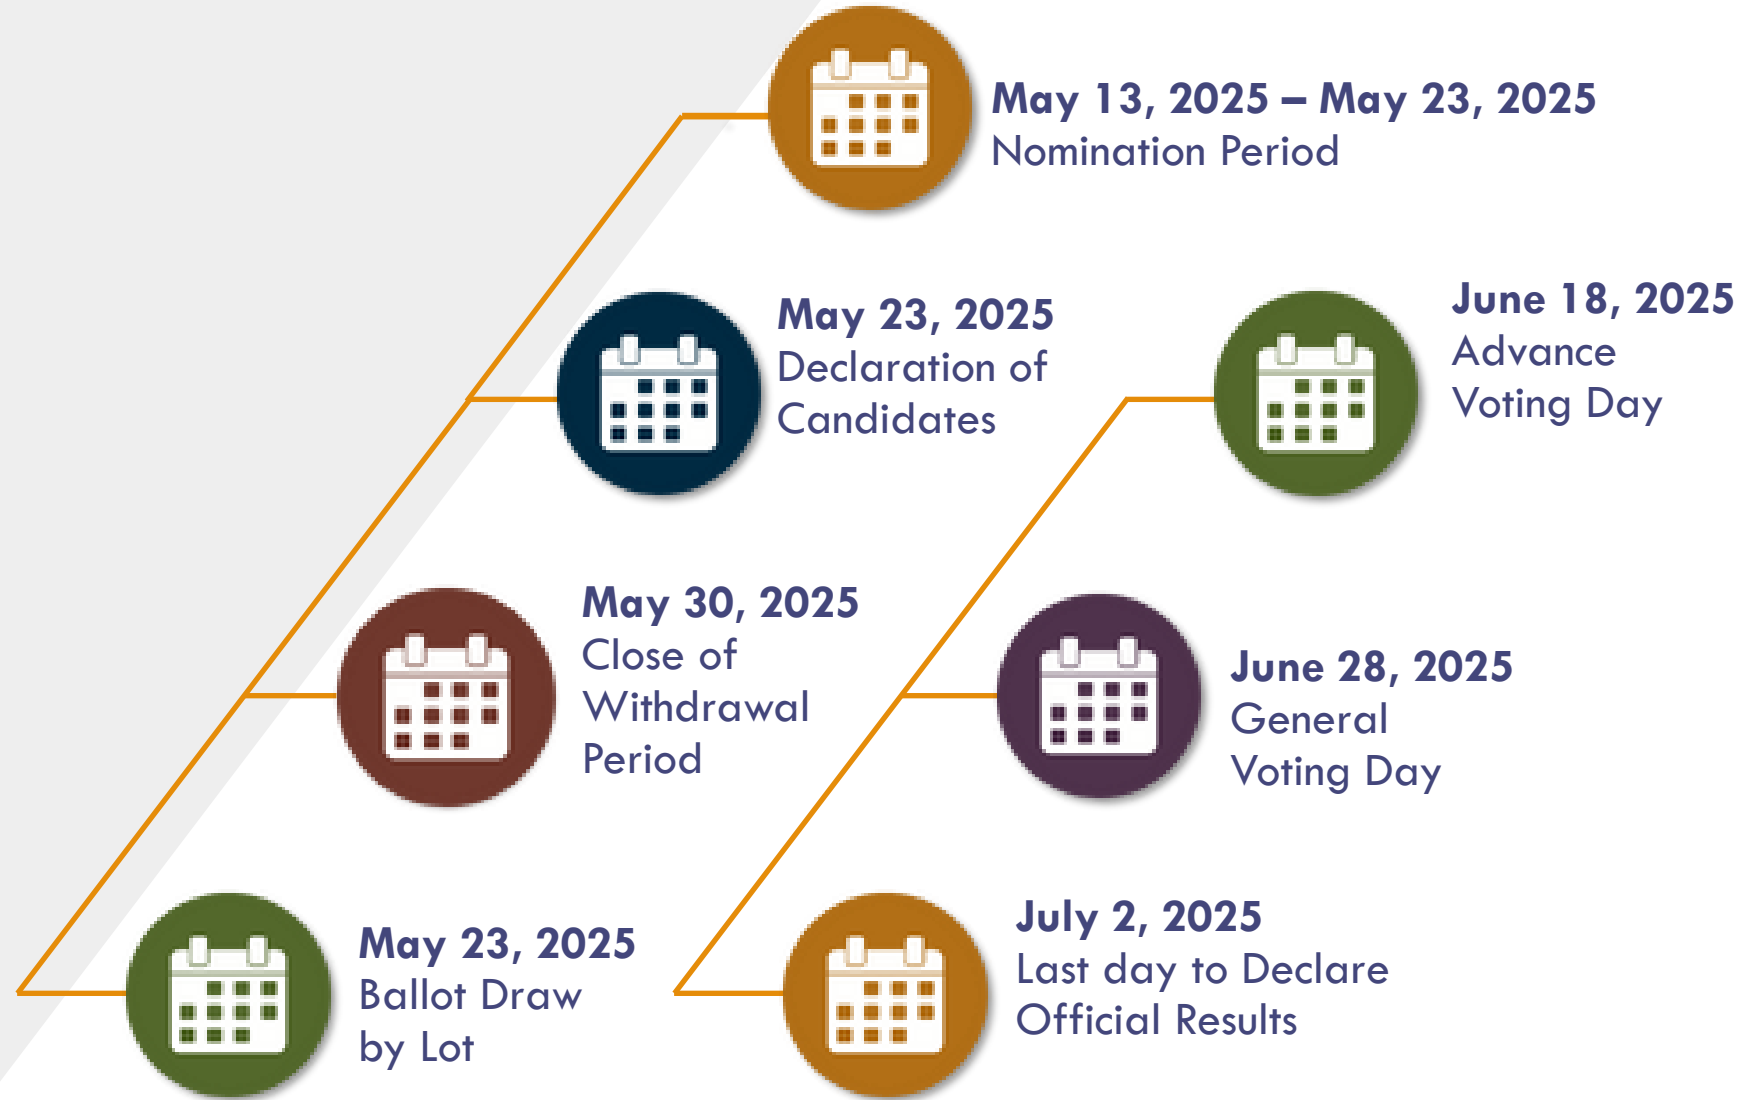 May 13, 2025 – May 23, 2025
Nomination Period
May 23, 2025
Declaration of
Candidates
May 30, 2025
Close of
Withdrawal
Period
May 23, 2025
Ballot Draw
by Lot
June 18, 2025
Advance
Voting Day
June 28, 2025
General
Voting Day
July 2, 2025
Last day to Declare
Official Results